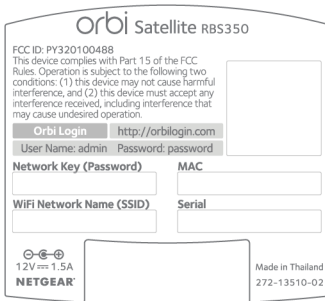 orbi Satellite RBS350
FCC ID: PY320100488
This device complies with Part 15 of the FCC
Rules. Operation is subject to the following two
conditions: (1) this device may not cause harmful
interference, and (2) this device must accept any
interference received, including interference that
may cause undesired operation.
Orbi Login http://orbilogin.com
User Name: admin Password: password
Network Key (Password) MAC
WiFi Network Name (SSID) Serial
12V 1.5A
NETGEAR
Made in Thailand
272-13510-02